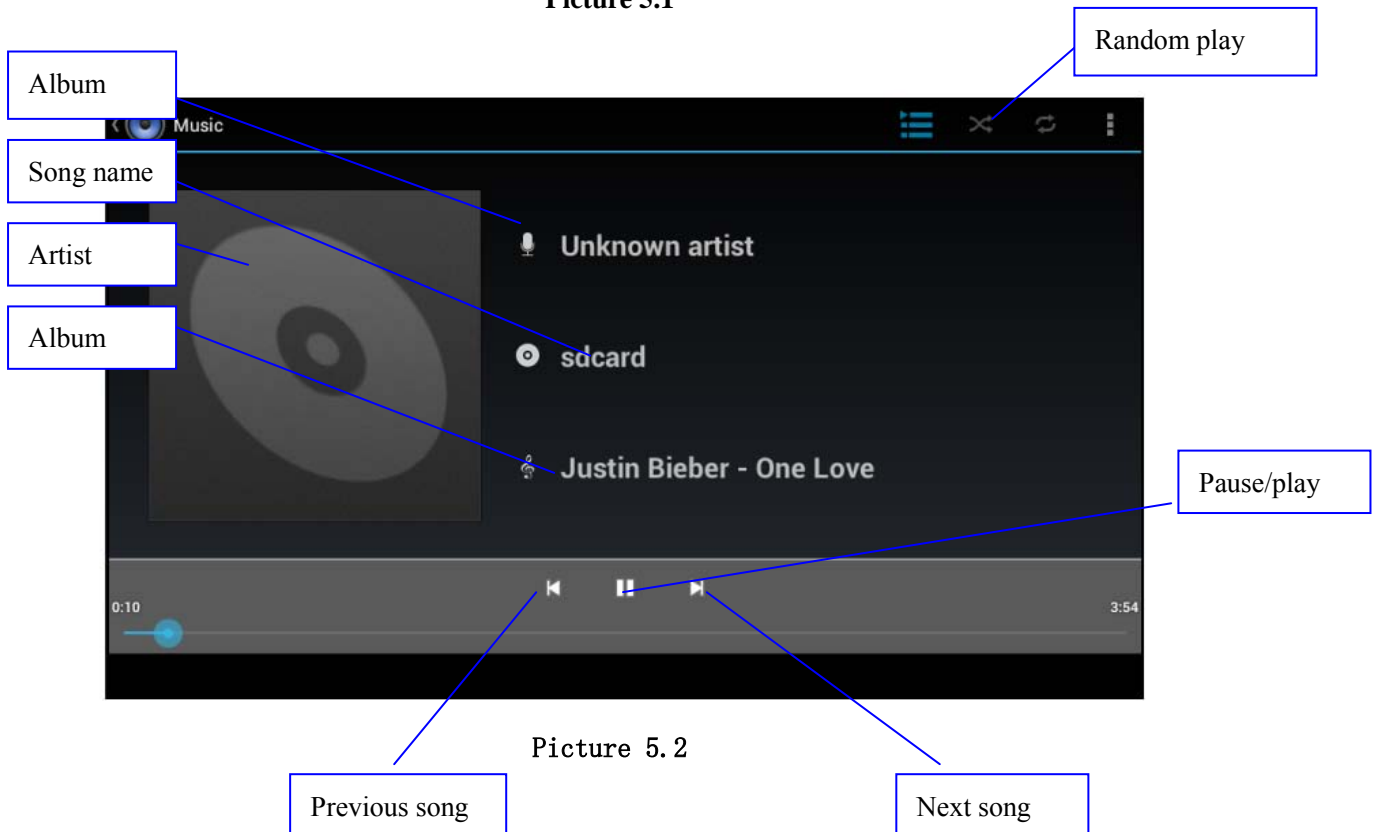 Picture 5.1
Random play
Album
Music
Song name
Artist
Unknown artist
Album
sdcard
Justin Bieber - One Love
Pause/play
0:10
3:54
Picture 5.2
Previous song
Next song